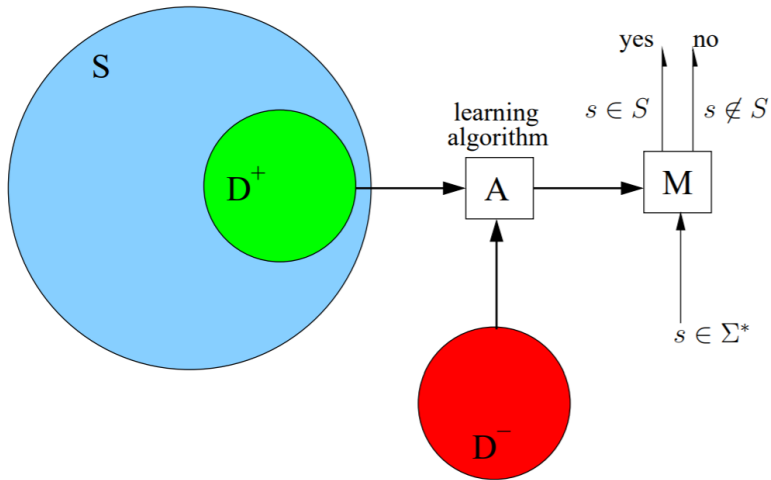 S
yes no
s ∈ S s ∉ S
learning
algorithm
D⁺
A
M
s ∈ Σ*
D⁻